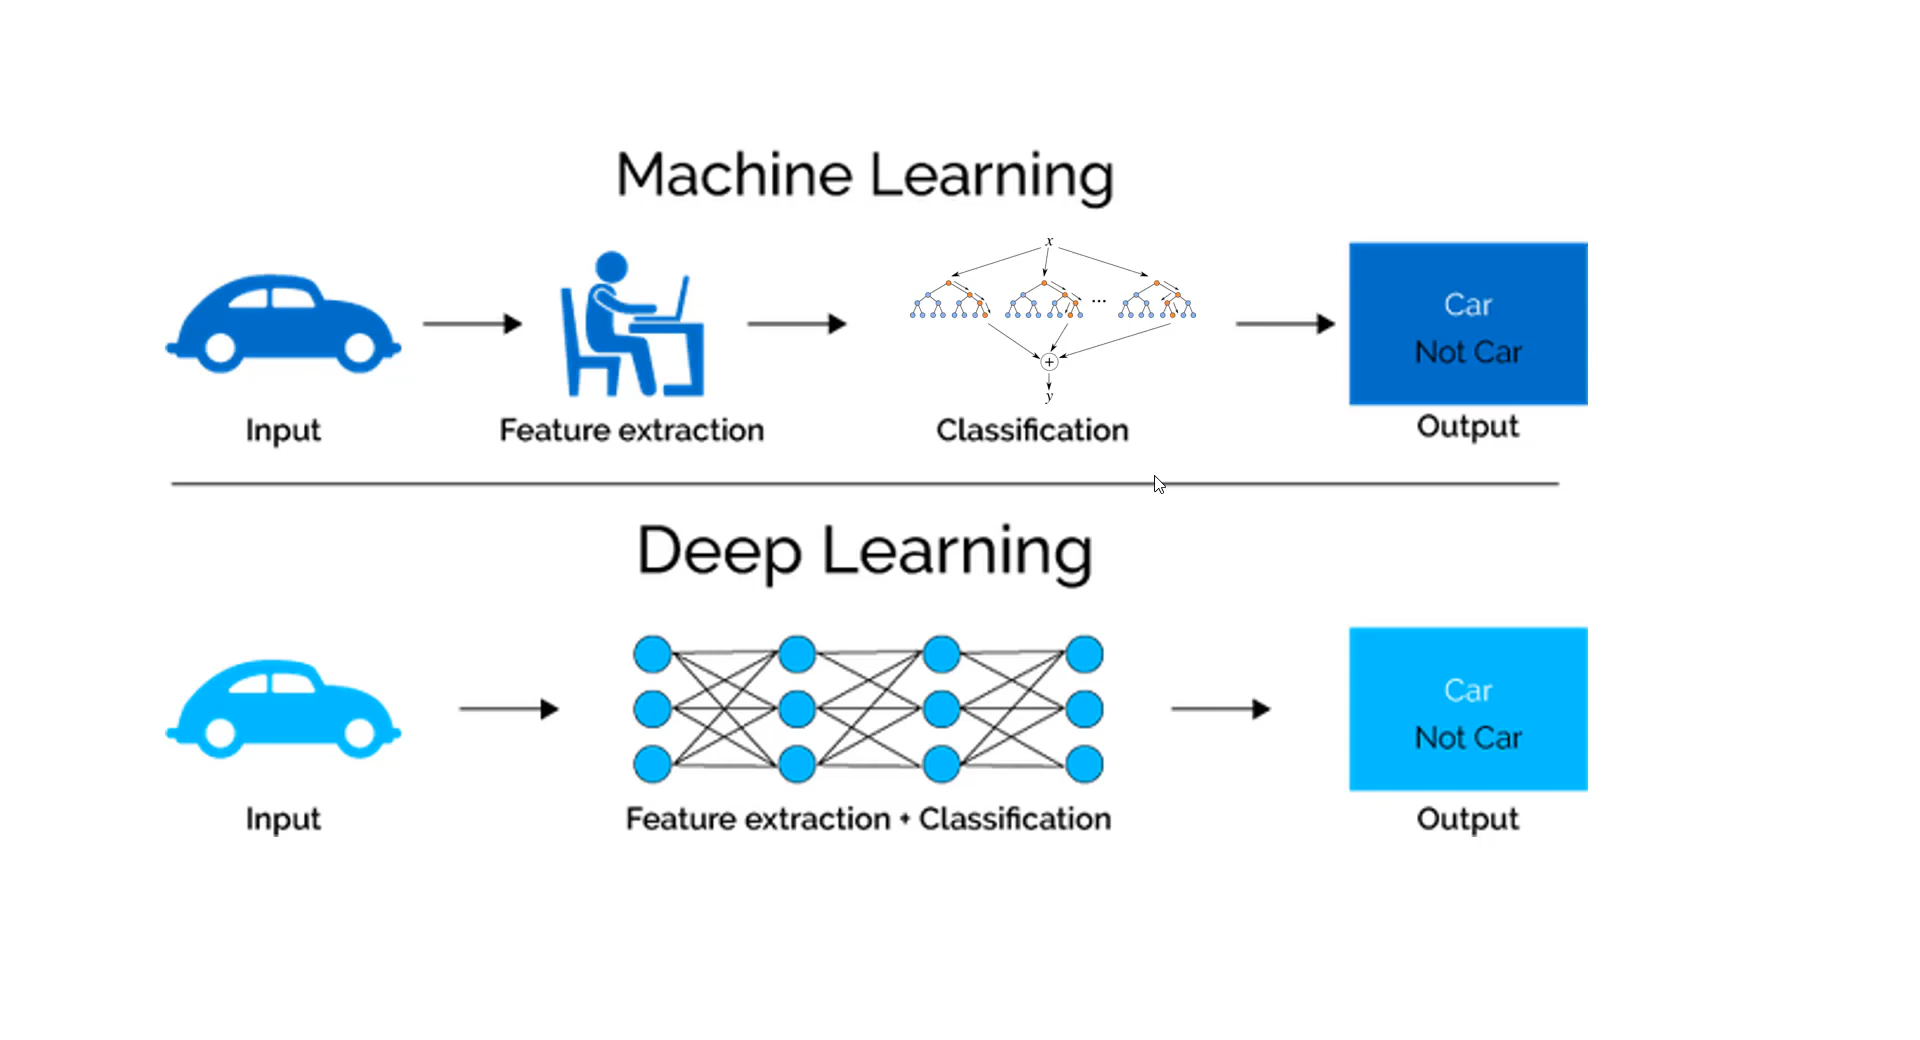 Machine Learning
x
...
+
y
Car
Not Car
Input
Feature extraction
Classification
Output
Deep Learning
Car
Not Car
Input
Feature extraction + Classification
Output